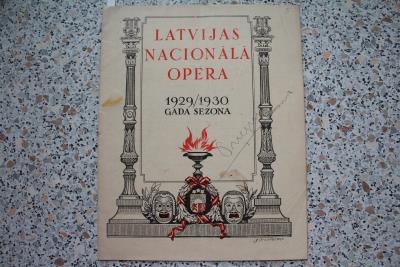 LATVIJAS
NACIONĀLĀ
OPERA
1929/1930
GADA SEZONA